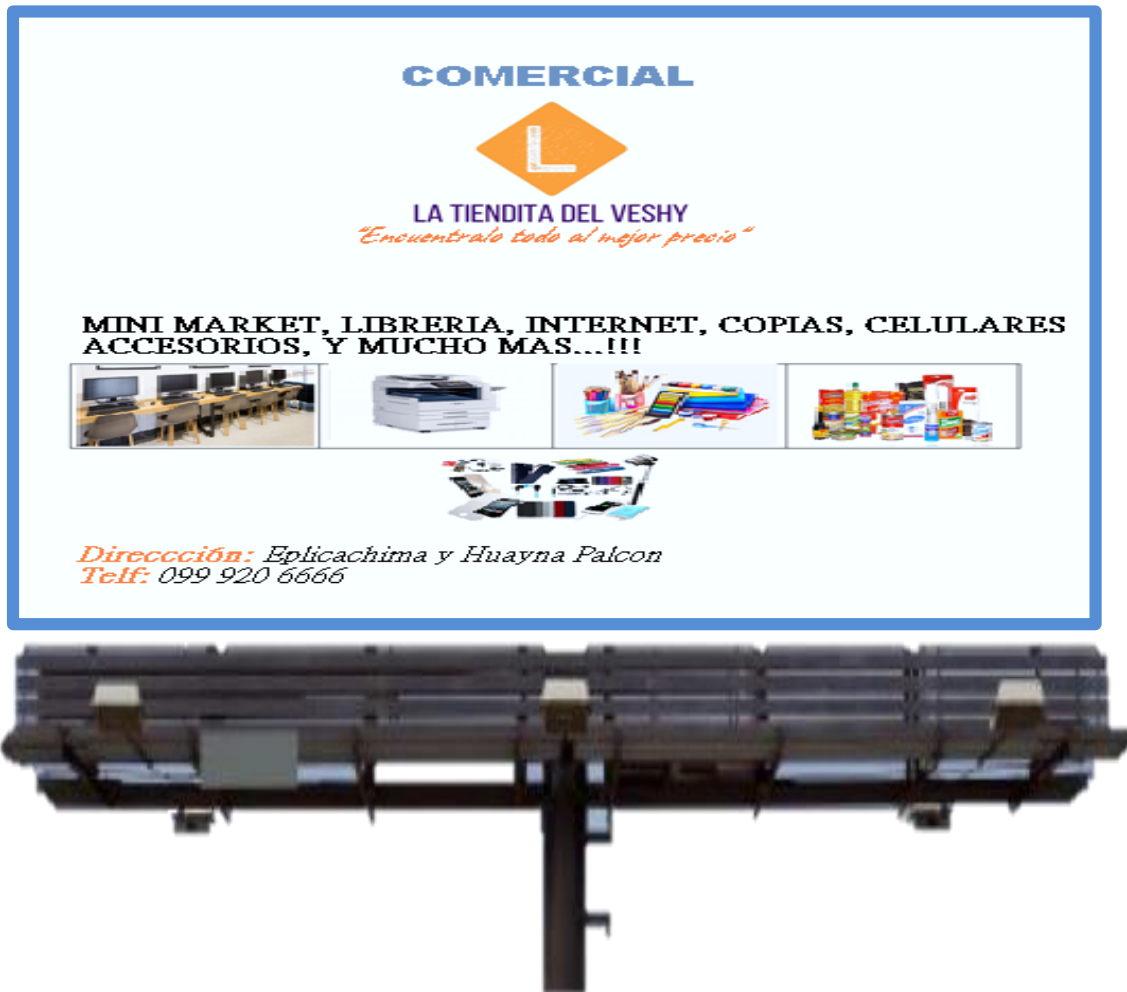 COMERCIAL
L
LA TIENDITA DEL VESHY
"Encuentralo todo al mejor precio"
MINI MARKET, LIBRERIA, INTERNET, COPIAS, CELULARES
ACCESORIOS, Y MUCHO MAS...!!!
Direccción: Eplicachima y Huayna Palcon
Telf: 099 920 6666